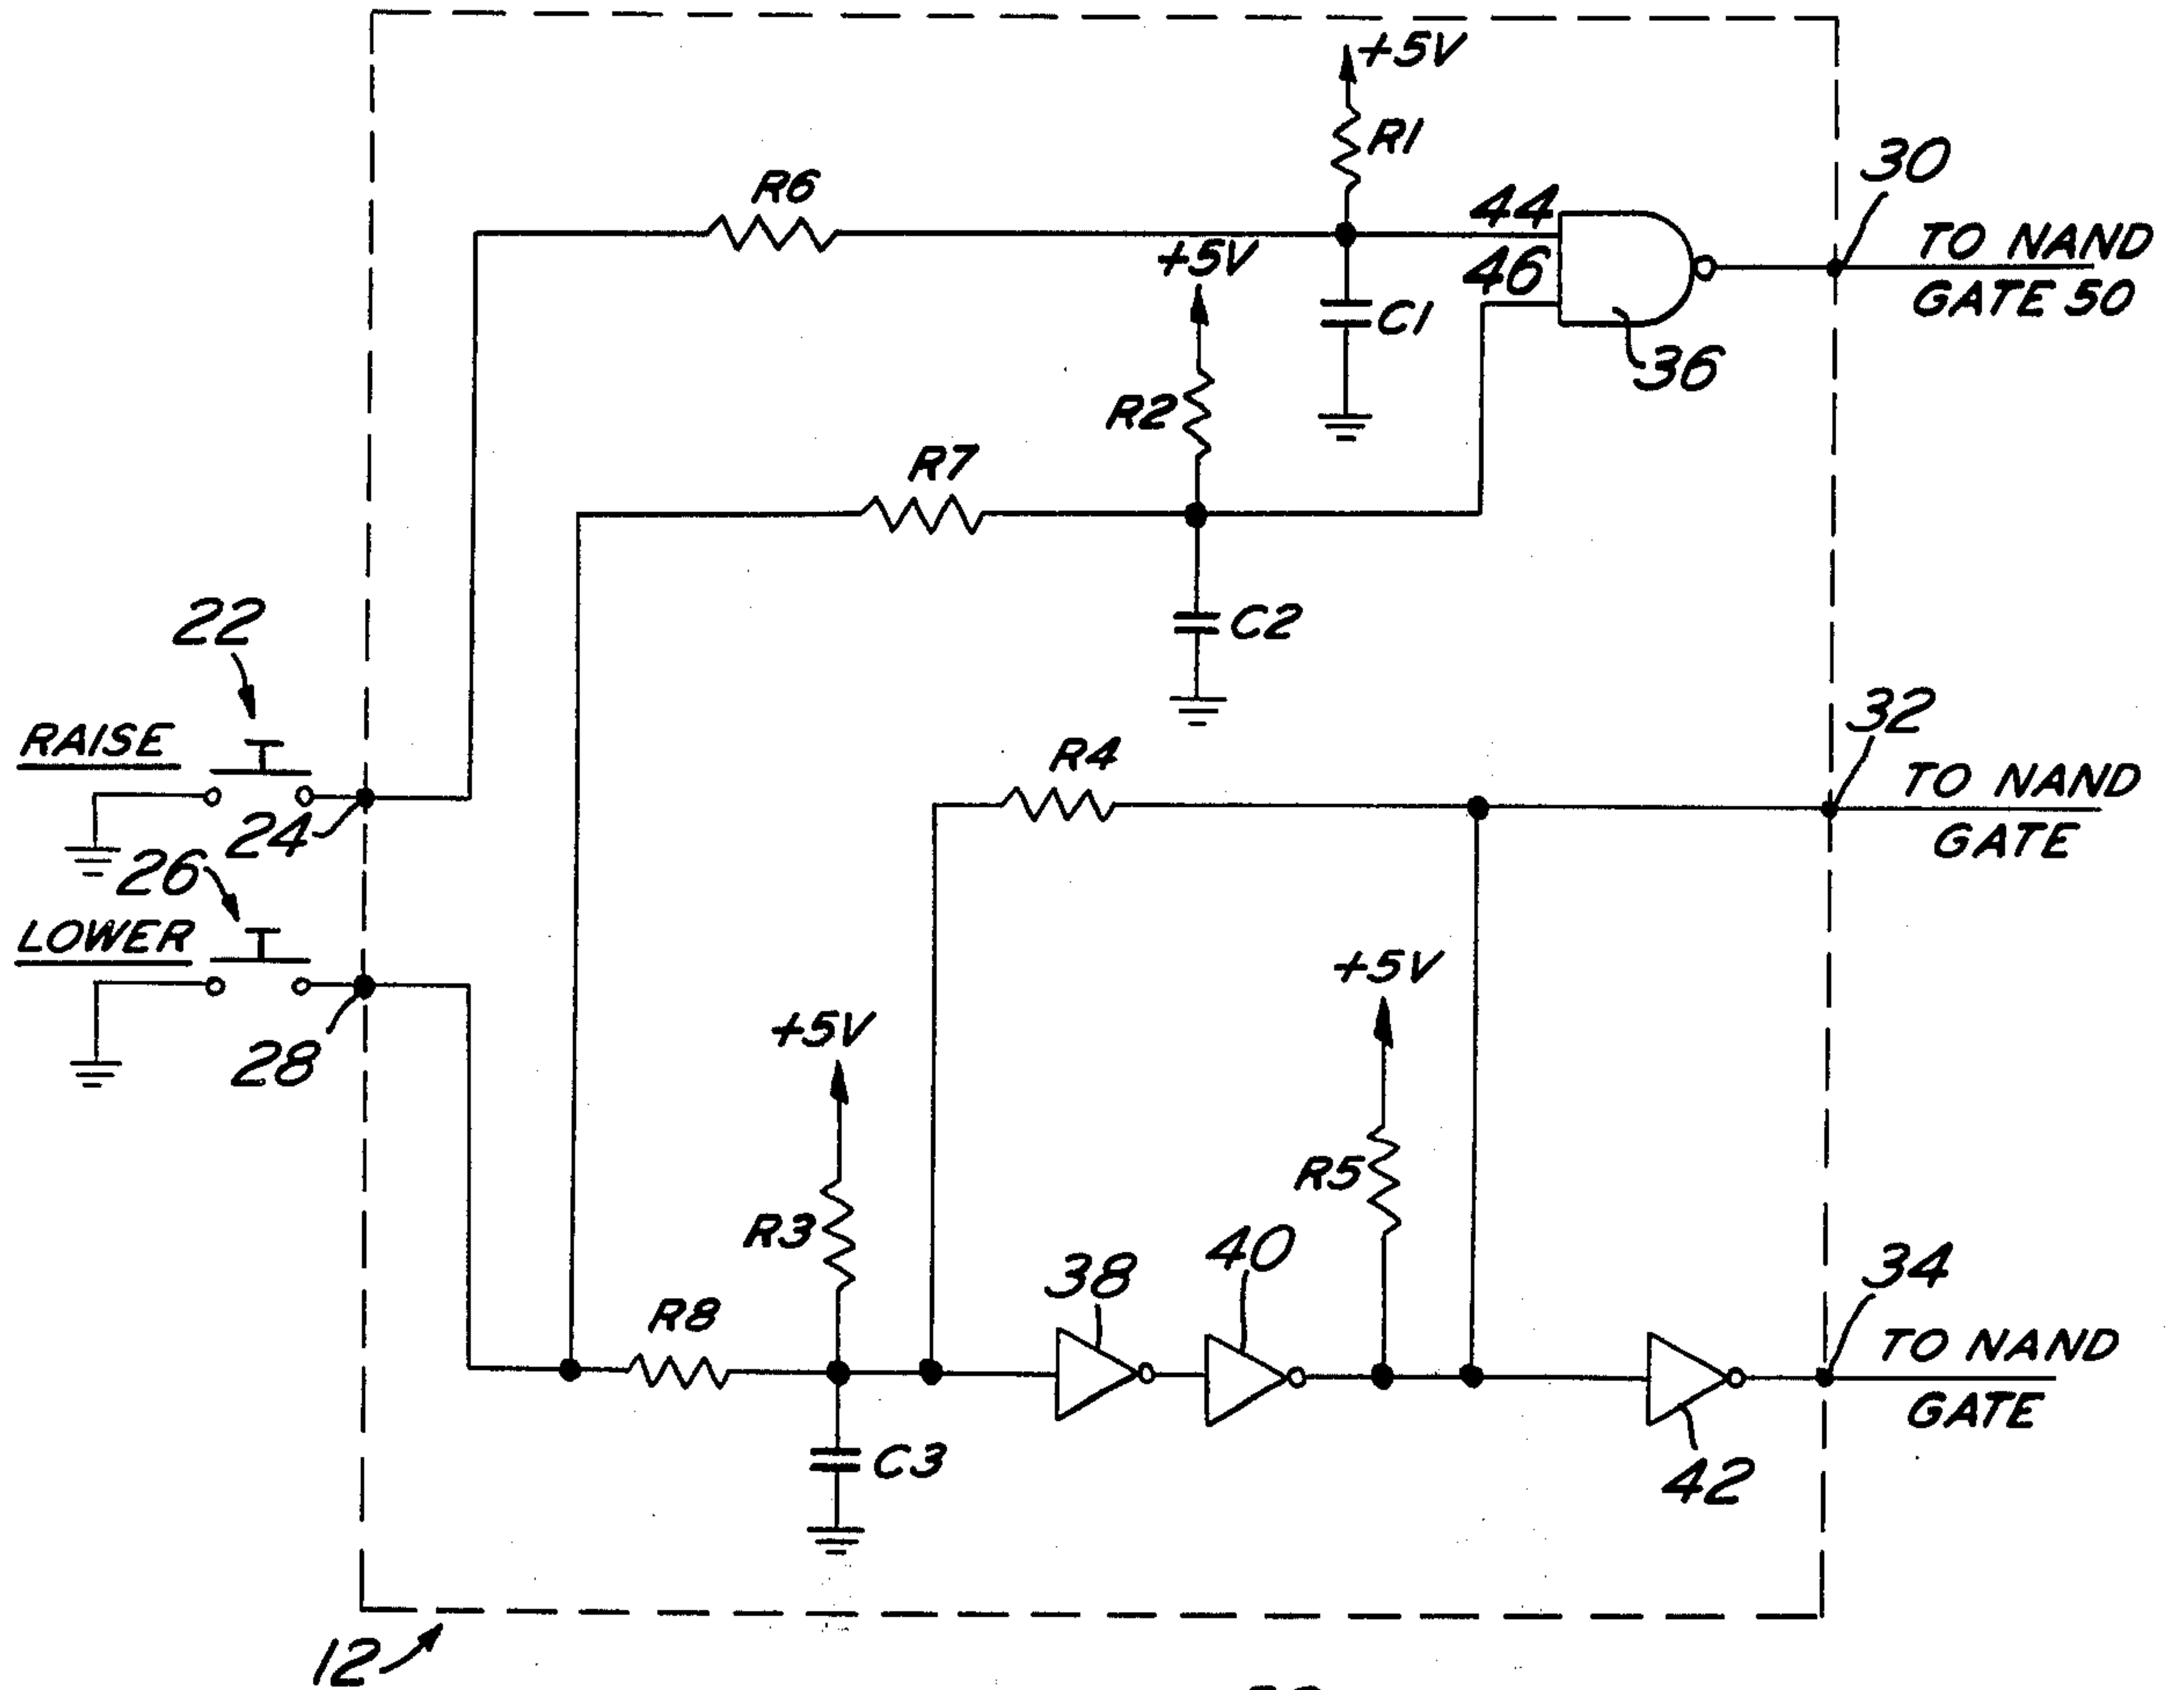 +5V
R1
30
R6
44
TO NAND
+5V
46
GATE 50
C1
36
R2
R7
22
C2
32
RAISE
R4
TO NAND
24
GATE
26
LOWER
+5V
28
+5V
R5
R3
40
38
34
R8
TO NAND
GATE
C3
42
12